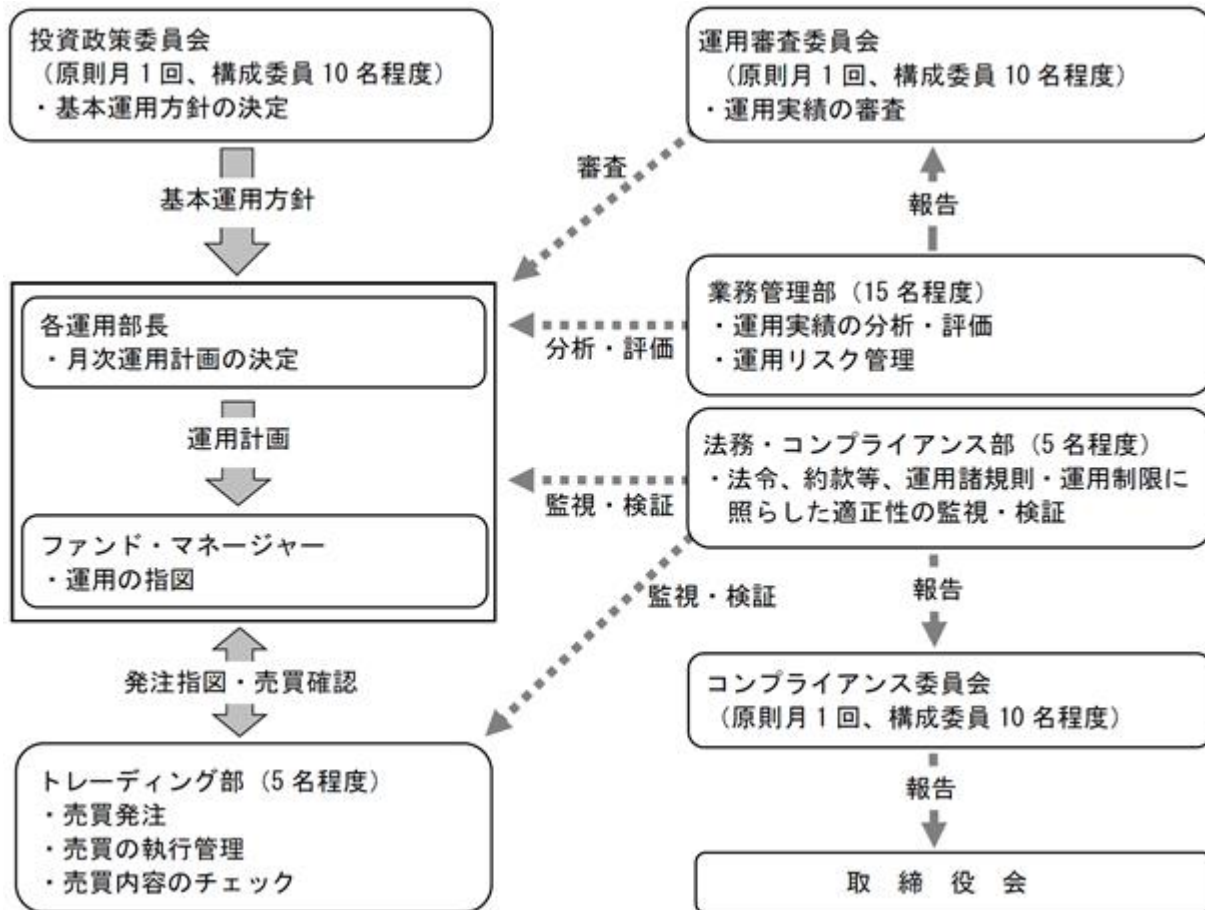 投資政策委員会
（原則月1回、構成委員10名程度）
・基本運用方針の決定
基本運用方針
各運用部長
・月次運用計画の決定
運用計画
ファンド・マネージャー
・運用の指図
発注指図・売買確認
トレーディング部（5名程度）
・売買発注
・売買の執行管理
・売買内容のチェック
運用審査委員会
（原則月1回、構成委員10名程度）
・運用実績の審査
審査
報告
業務管理部（15名程度）
・運用実績の分析・評価
・運用リスク管理
分析・評価
法務・コンプライアンス部（5名程度）
・法令、約款等、運用諸規則・運用制限に
照らした適正性の監視・検証
監視・検証
監視・検証
報告
コンプライアンス委員会
（原則月1回、構成委員10名程度）
報告
取締役会